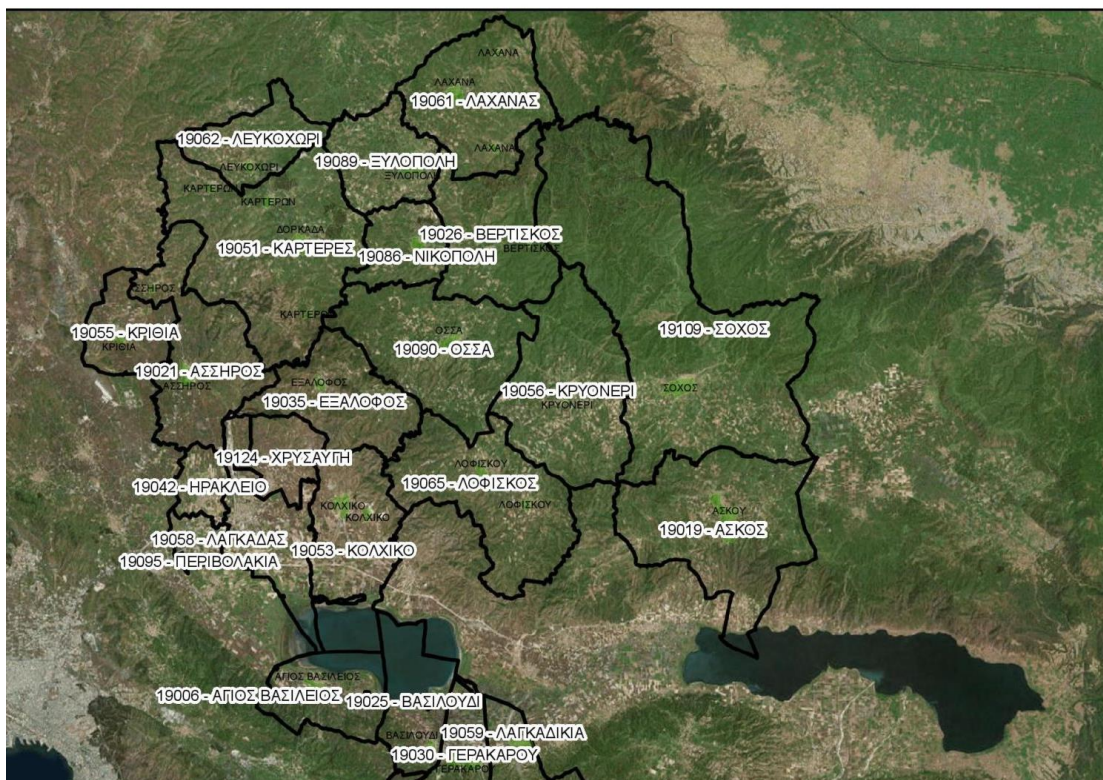 ΛΑΧΑΝΑ
ΛΑΧΑΝΑ
19061 - ΛΑΧΑΝΑΣ
19062 - ΛΕΥΚΟΧΩΡΙ
ΛΑΧΑΝΑ
19089 - ΞΥΛΟΠΟΛΗ
ΛΕΥΚΟΧΩΡΙ
ΞΥΛΟΠΟΛΗ
ΚΑΡΤΕΡΩΝ
ΚΑΡΤΕΡΩΝ
ΔΟΡΚΑΔΑ
19026 - ΒΕΡΤΙΣΚΟΣ
19051 - ΚΑΡΤΕΡΕΣ
ΒΕΡΤΙΣΚΟΣ
19086 - ΝΙΚΟΠΟΛΗ
ΑΣΣΗΡΟΣ
ΚΑΡΤΕΡΩΝ
19055 - ΚΡΙΘΙΑ
ΟΣΣΑ
19109 - ΣΟΧΟΣ
ΚΡΙΘΙΑ
19090 - ΟΣΣΑ
19021 - ΑΣΣΗΡΟΣ
ΑΣΣΗΡΟΣ
ΕΞΑΛΟΦΟΣ
ΣΟΧΟΣ
19056 - ΚΡΥΟΝΕΡΙ
19035 - ΕΞΑΛΟΦΟΣ
ΚΡΥΟΝΕΡΙ
19124 - ΧΡΥΣΑΥΓΗ
ΛΟΦΙΣΚΟΥ
19042 - ΗΡΑΚΛΕΙΟ
19065 - ΛΟΦΙΣΚΟΣ
ΚΟΛΧΙΚΟ
ΛΟΦΙΣΚΟΥ
ΚΟΛΧΙΚΟ
ΑΣΚΟΥ
19019 - ΑΣΚΟΣ
19058 - ΛΑΓΚΑΔΑΣ
19053 - ΚΟΛΧΙΚΟ
19095 - ΠΕΡΙΒΟΛΑΚΙΑ
ΑΓΙΟΣ ΒΑΣΙΛΕΙΟΣ
19006 - ΑΓΙΟΣ ΒΑΣΙΛΕΙΟΣ
19025 - ΒΑΣΙΛΟΥΔΙ
ΒΑΣΙΛΟΥΔΙ
19059 - ΛΑΓΚΑΔΙΚΙΑ
19030 - ΓΕΡΑΚΑΡΟΥ
ΓΕΡΑΚΑΡΟΥ